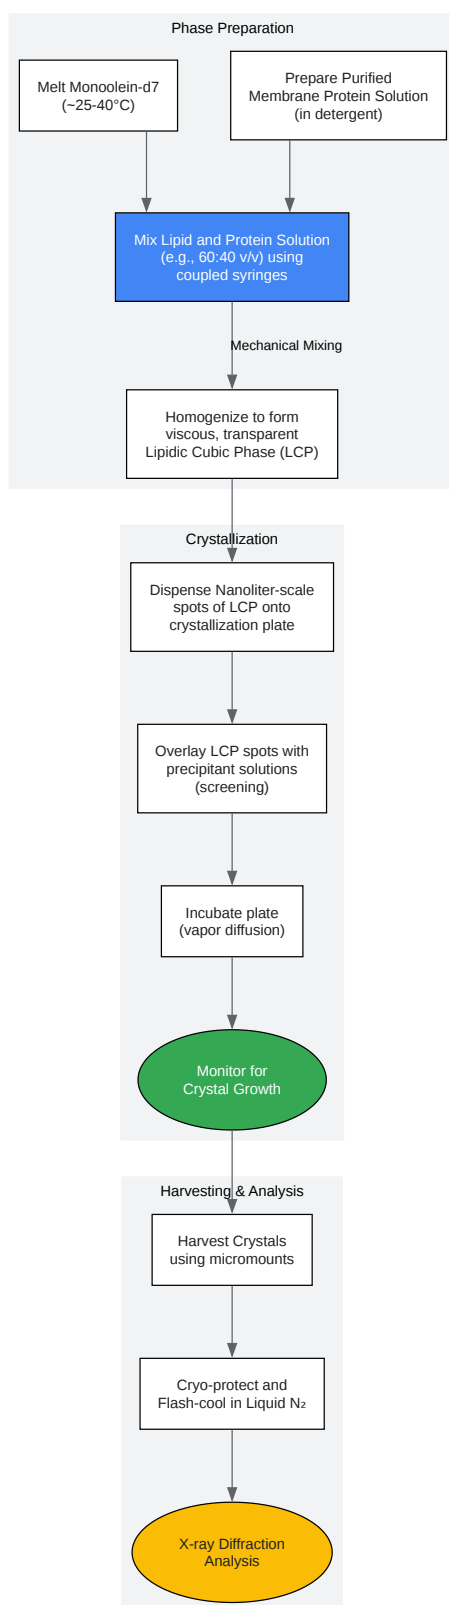 Phase Preparation
Melt Monoolein-d7
(~25-40°C)
Prepare Purified
Membrane Protein Solution
(in detergent)
Mix Lipid and Protein Solution
(e.g., 60:40 v/v) using
coupled syringes
Mechanical Mixing
Homogenize to form
viscous, transparent
Lipidic Cubic Phase (LCP)
Crystallization
Dispense Nanoliter-scale
spots of LCP onto
crystallization plate
Overlay LCP spots with
precipitant solutions
(screening)
Incubate plate
(vapor diffusion)
Monitor for
Crystal Growth
Harvesting & Analysis
Harvest Crystals
using micromounts
Cryo-protect and
Flash-cool in Liquid N₂
X-ray Diffraction
Analysis